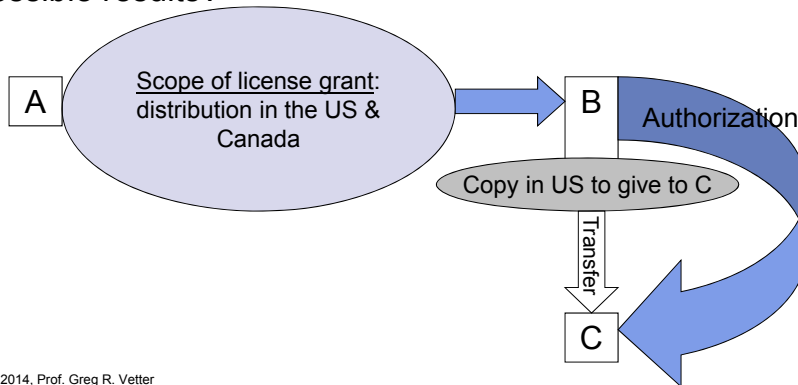 A
Scope of license grant:
distribution in the US &
Canada
B
Authorization
Copy in US to give to C
Transfer
C
2014, Prof. Greg R. Vetter